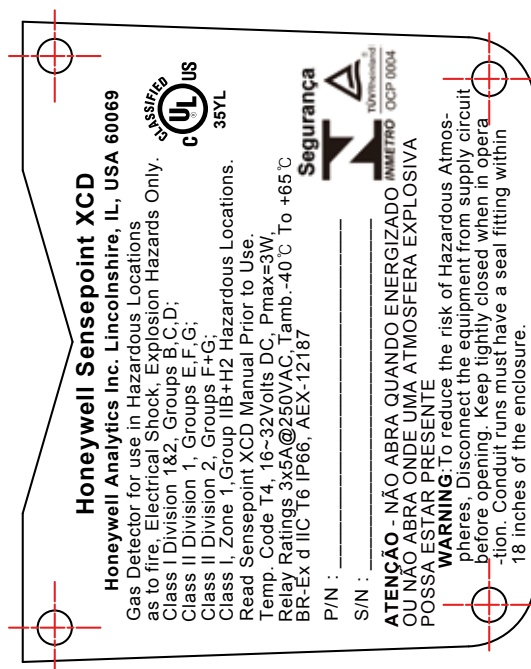 Honeywell Sensepoint XCD
Honeywell Analytics Inc. Lincolnshire, IL, USA 60069
Gas Detector for use in Hazardous Locations
as to fire, Electrical Shock, Explosion Hazards Only.
Class I Division 1&2, Groups B,C,D;
Class II Division 1, Groups E,F,G;
Class II Division 2, Groups F+G;
Class I, Zone 1,Group IIB+H2 Hazardous Locations.
Read Sensepoint XCD Manual Prior to Use.
Temp. Code T4, 16~32Volts DC, Pmax=3W,
Relay Ratings 3x5A@250VAC, Tamb.-40℃ To +65℃
BR-Ex d IIC T6 IP66, AEX-12187
CLASSIFIED
C UL ® US
35YL
P/N : ____________________
S/N : ____________________
Segurança
TÜVRheinland
INMETRO OCP 0004
ATENÇÃO - NÃO ABRA QUANDO ENERGIZADO
OU NÃO ABRA ONDE UMA ATMOSFERA EXPLOSIVA
POSSA ESTAR PRESENTE
WARNING:To reduce the risk of Hazardous Atmos-
pheres, Disconnect the equipment from supply circuit
before opening. Keep tightly closed when in opera
-tion. Conduit runs must have a seal fitting within
18 inches of the enclosure.